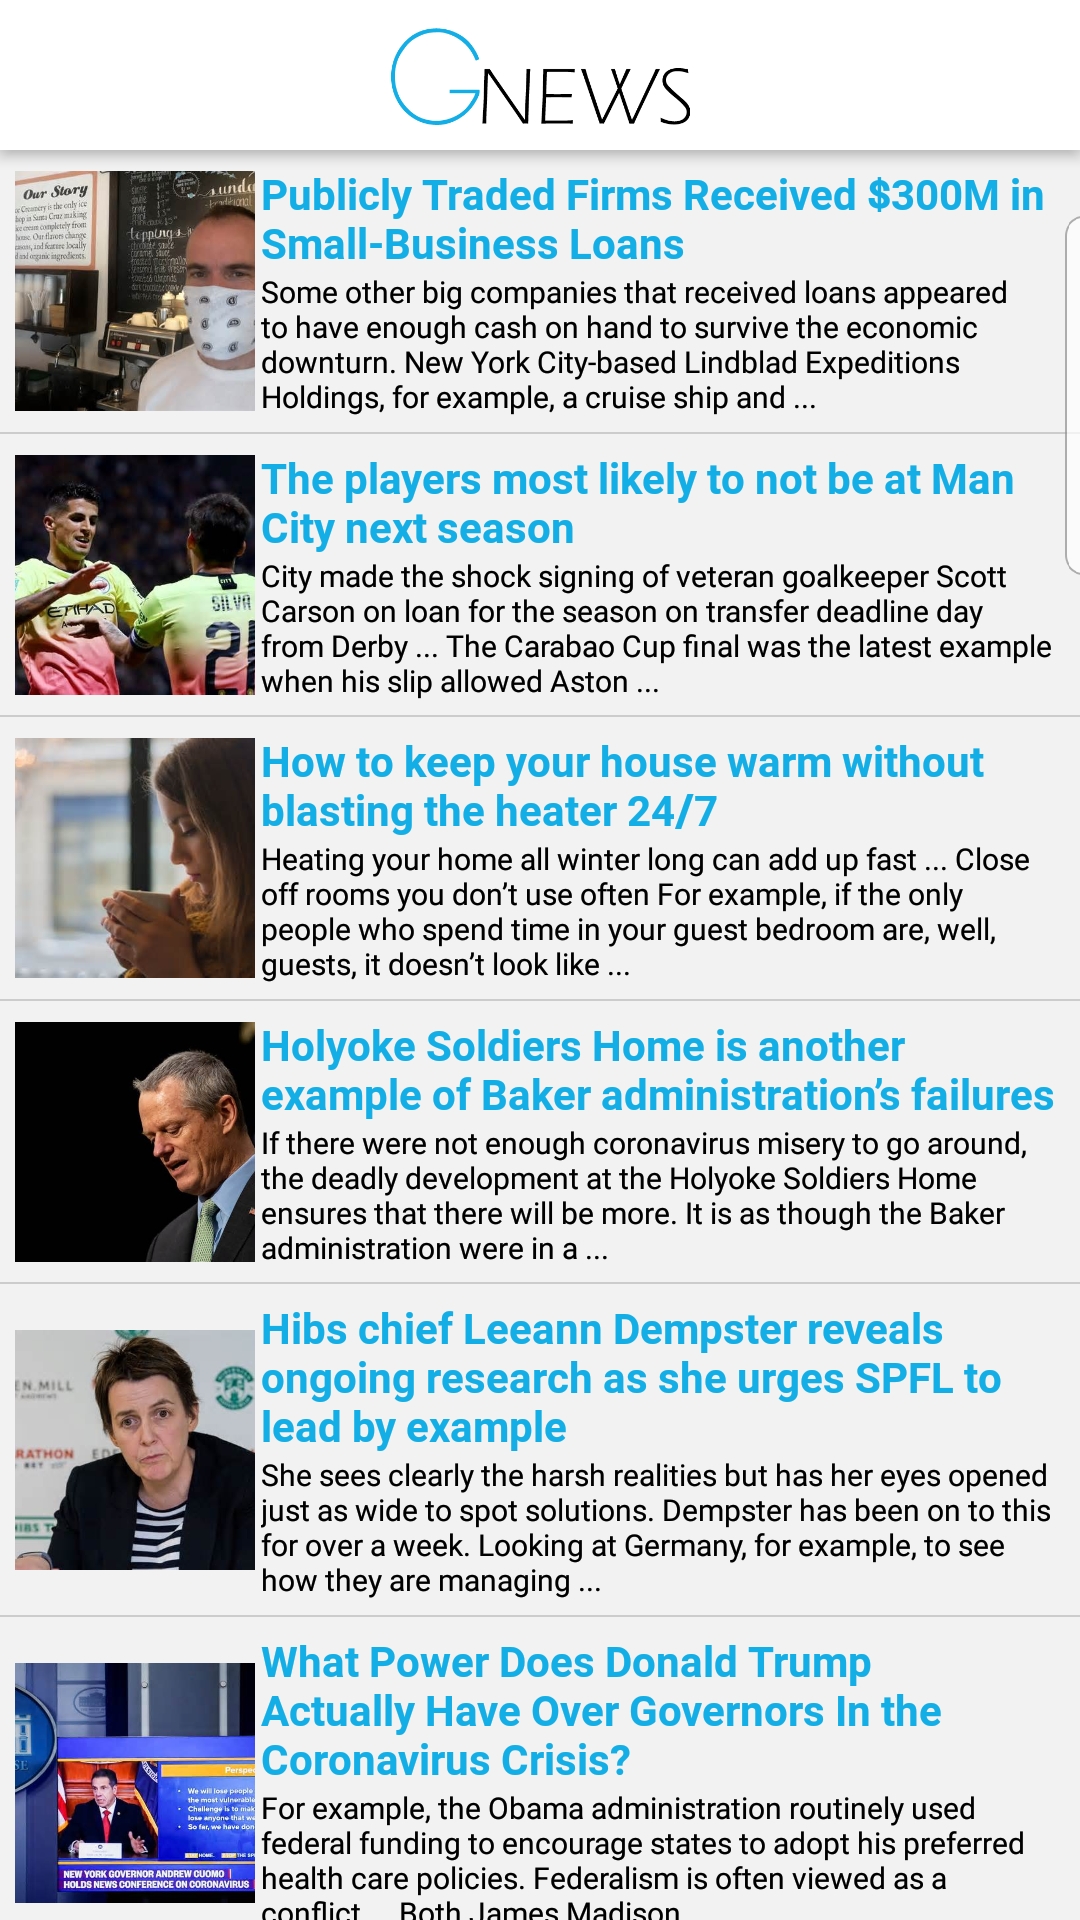 GNEWS
Our Story
Publicly Traded Firms Received $300M in
Small-Business Loans
Some other big companies that received loans appeared
to have enough cash on hand to survive the economic
downturn. New York City-based Lindblad Expeditions
Holdings, for example, a cruise ship and ...
toppings
The players most likely to not be at Man
City next season
City made the shock signing of veteran goalkeeper Scott
Carson on loan for the season on transfer deadline day
from Derby ... The Carabao Cup final was the latest example
when his slip allowed Aston ...
ETIHAD
SILVA
How to keep your house warm without
blasting the heater 24/7
Heating your home all winter long can add up fast ... Close
off rooms you don’t use often For example, if the only
people who spend time in your guest bedroom are, well,
guests, it doesn’t look like ...
Holyoke Soldiers Home is another
example of Baker administration’s failures
If there were not enough coronavirus misery to go around,
the deadly development at the Holyoke Soldiers Home
ensures that there will be more. It is as though the Baker
administration were in a ...
Hibs chief Leeann Dempster reveals
ongoing research as she urges SPFL to
lead by example
She sees clearly the harsh realities but has her eyes opened
just as wide to spot solutions. Dempster has been on to this
for over a week. Looking at Germany, for example, to see
how they are managing ...
EN.MILL
RATHON
What Power Does Donald Trump
Actually Have Over Governors In the
Coronavirus Crisis?
For example, the Obama administration routinely used
federal funding to encourage states to adopt his preferred
health care policies. Federalism is often viewed as a
conflict ... Both James Madison
NEW YORK GOVERNOR ANDREW CUOMO
HOLDS NEWS CONFERENCE ON CORONAVIRUS